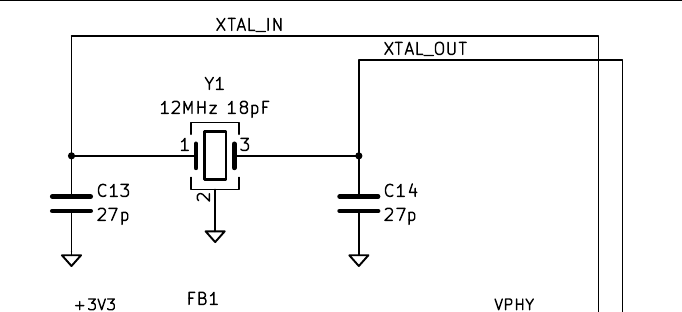 XTAL_IN
XTAL_OUT
Y1
12MHz 18pF
1
3
C13
27p
2
C14
27p
+3V3
FB1
VPHY